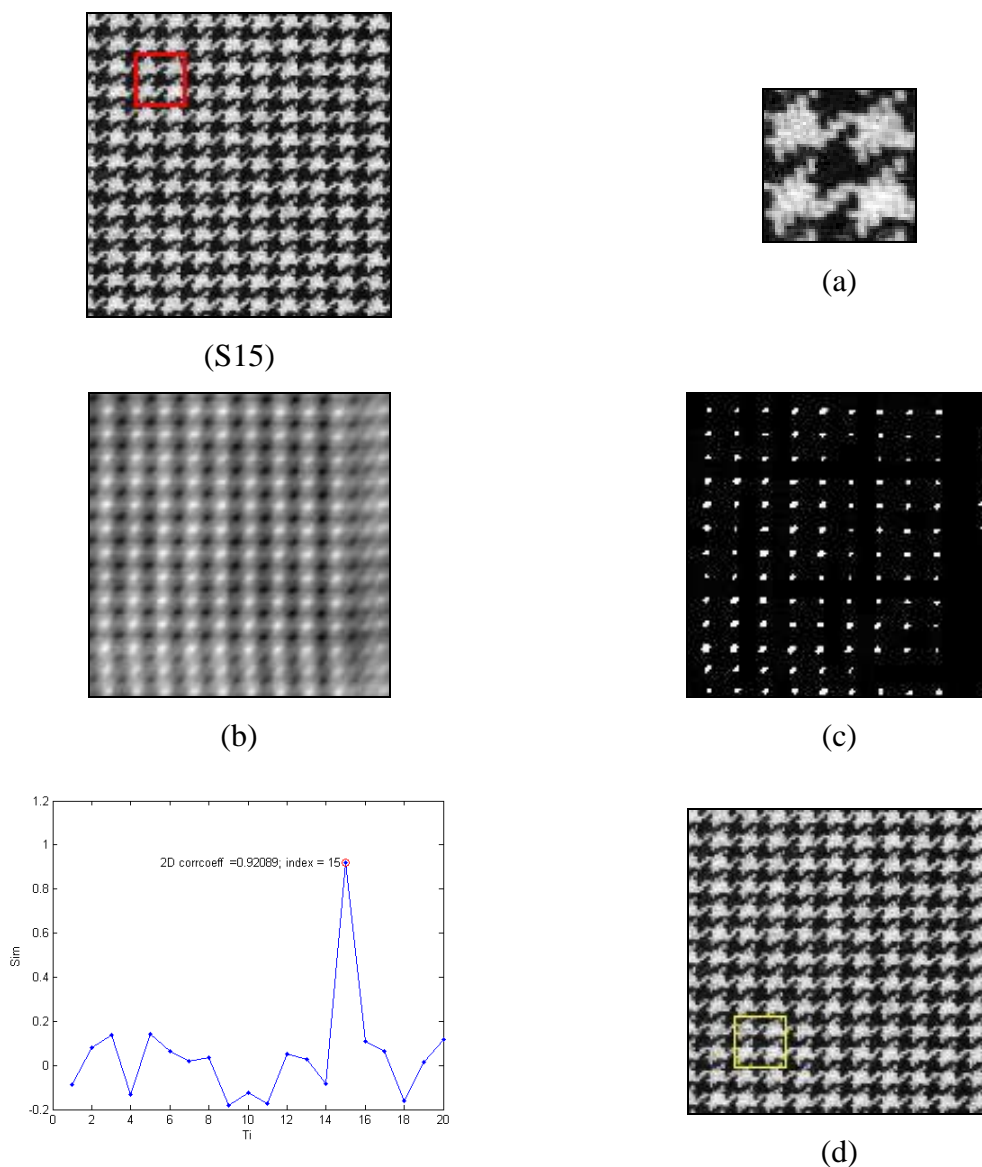 (S15)
(a)
(b)
(c)
1.2
1
0.8
0.6
0.4
0.2
0
-0.2
Sim
2D corrcoeff =0.92089; index = 15
0 2 4 6 8 10 12 14 16 18 20
Ti
(d)